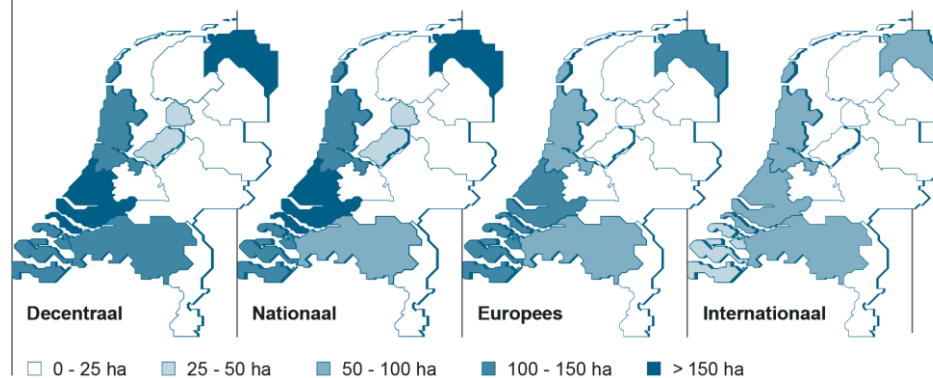 Decentraal
Nationaal
Europees
Internationaal
0 - 25 ha
25 - 50 ha
50 - 100 ha
100 - 150 ha
> 150 ha